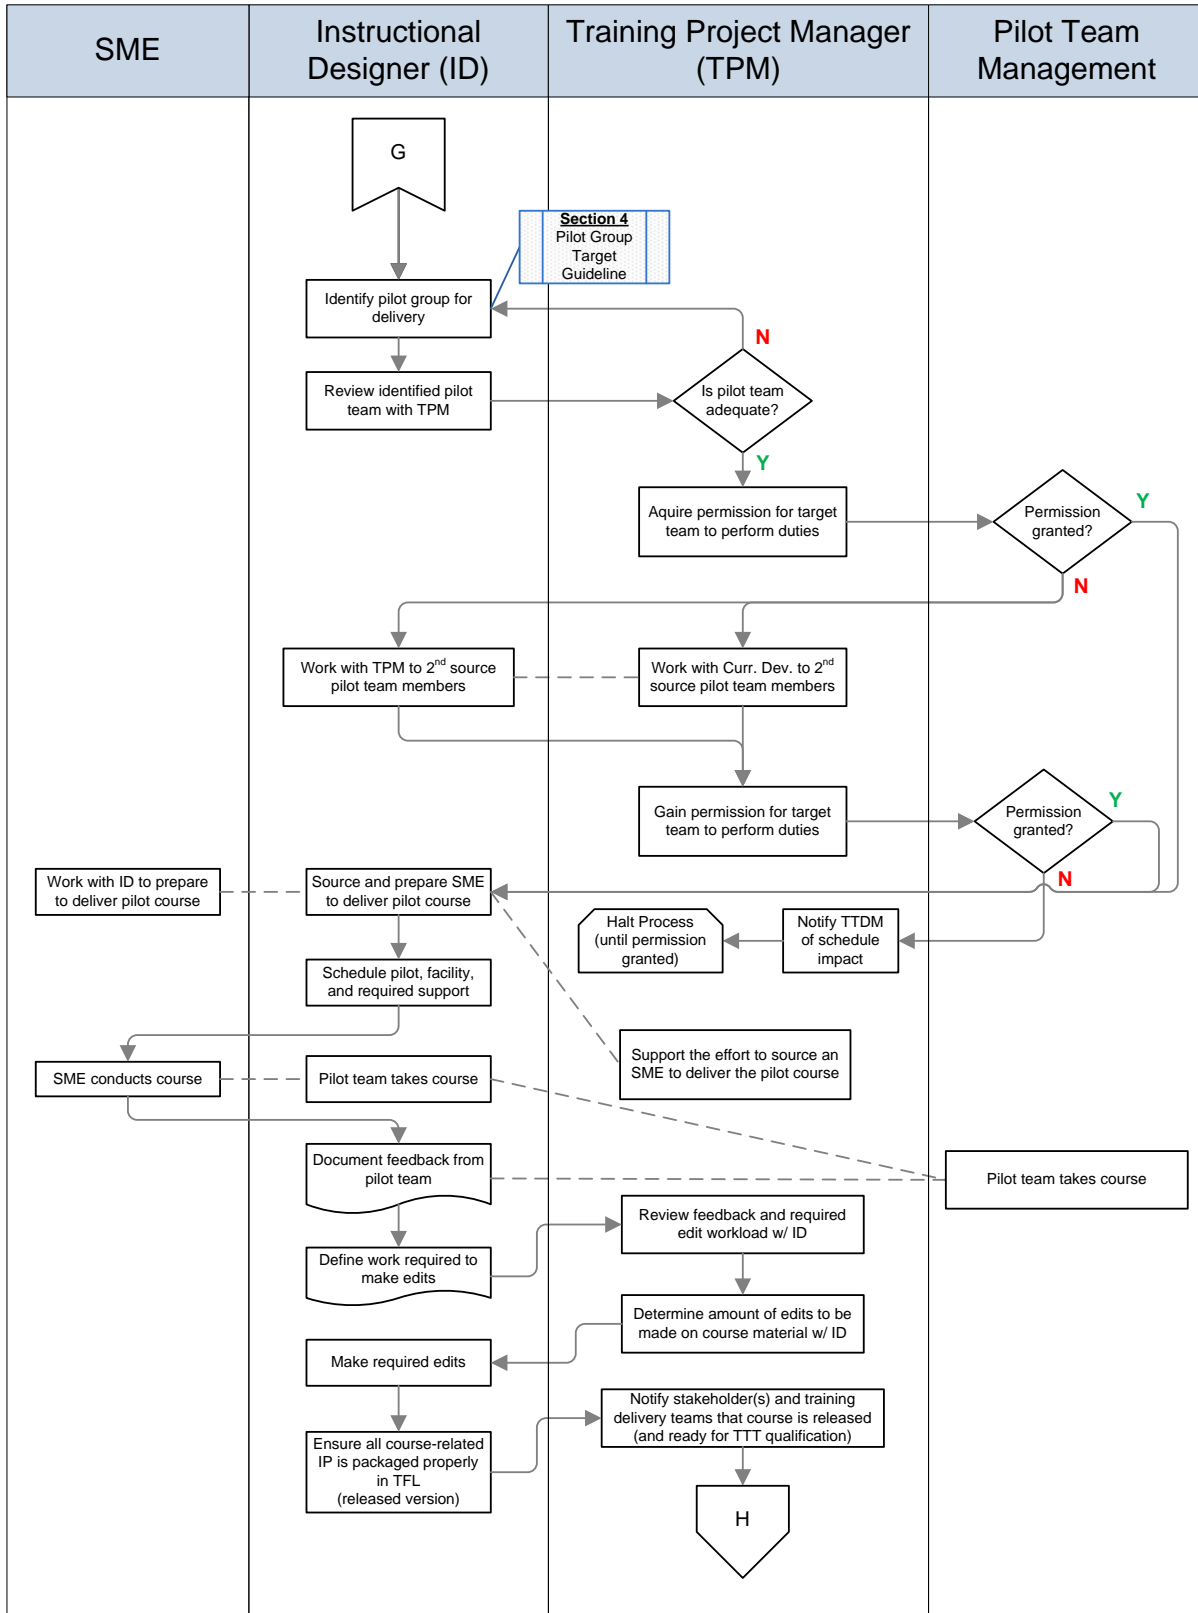 SME
Instructional
Designer (ID)
Training Project Manager
(TPM)
Pilot Team
Management
G
Section 4
Pilot Group
Target
Guideline
Identify pilot group for
delivery
N
Review identified pilot
team with TPM
Is pilot team
adequate?
Y
Aquire permission for target
team to perform duties
Permission
granted?
Y
N
Work with TPM to 2nd source
pilot team members
Work with Curr. Dev. to 2nd
source pilot team members
Gain permission for target
team to perform duties
Permission
granted?
Y
N
Work with ID to prepare
to deliver pilot course
Source and prepare SME
to deliver pilot course
Halt Process
(until permission
granted)
Notify TTDM
of schedule
impact
Schedule pilot, facility,
and required support
Support the effort to source an
SME to deliver the pilot course
SME conducts course
Pilot team takes course
Document feedback from
pilot team
Pilot team takes course
Review feedback and required
edit workload w/ ID
Define work required to
make edits
Determine amount of edits to be
made on course material w/ ID
Make required edits
Notify stakeholder(s) and training
delivery teams that course is released
(and ready for TTT qualification)
Ensure all course-related
IP is packaged properly
in TFL
(released version)
H